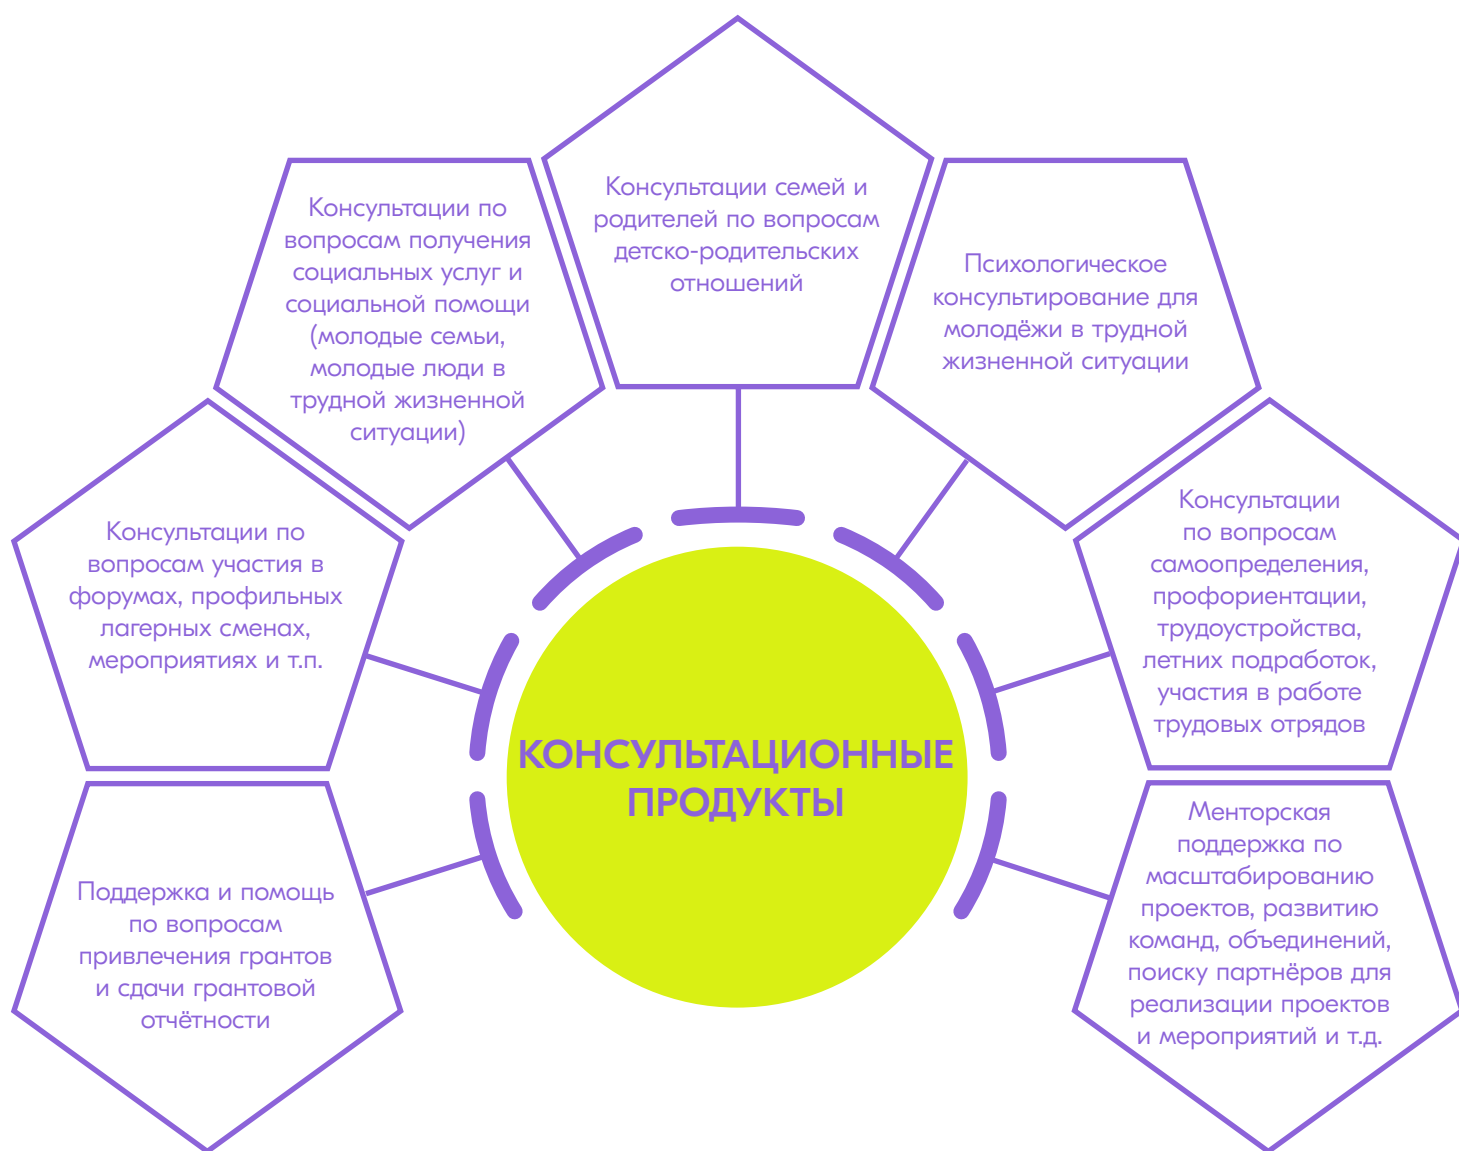 Консультации семей и
родителей по вопросам
детско-родительских
отношений
Консультации по
вопросам получения
социальных услуг и
социальной помощи
(молодые семьи,
молодые люди в
трудной жизненной
ситуации)
Психологическое
консультирование для
молодёжи в трудной
жизненной ситуации
Консультации по
вопросам участия в
форумах, профильных
лагерных сменах,
мероприятиях и т.п.
Консультации
по вопросам
самоопределения,
профориентации,
трудоустройства,
летних подработок,
участия в работе
трудовых отрядов
КОНСУЛЬТАЦИОННЫЕ
ПРОДУКТЫ
Поддержка и помощь
по вопросам
привлечения грантов
и сдачи грантовой
отчётности
Менторская
поддержка по
масштабированию
проектов, развитию
команд, объединений,
поиску партнёров для
реализации проектов
и мероприятий и т.д.